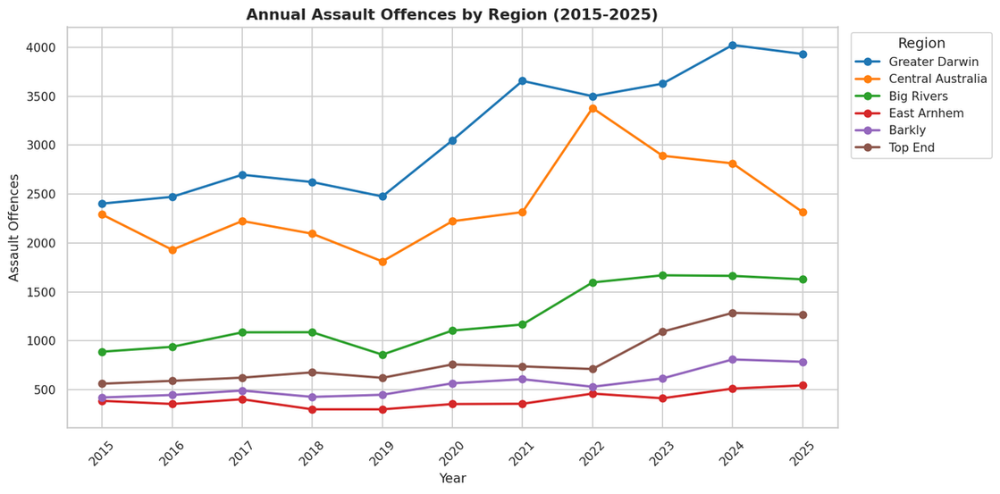 Annual Assault Offences by Region (2015-2025)
Region
Greater Darwin
Central Australia
Big Rivers
East Arnhem
Barkly
Top End
Assault Offences
4000
3500
3000
2500
2000
1500
1000
500
2015
2016
2017
2018
2019
2020
2021
2022
2023
2024
2025
Year